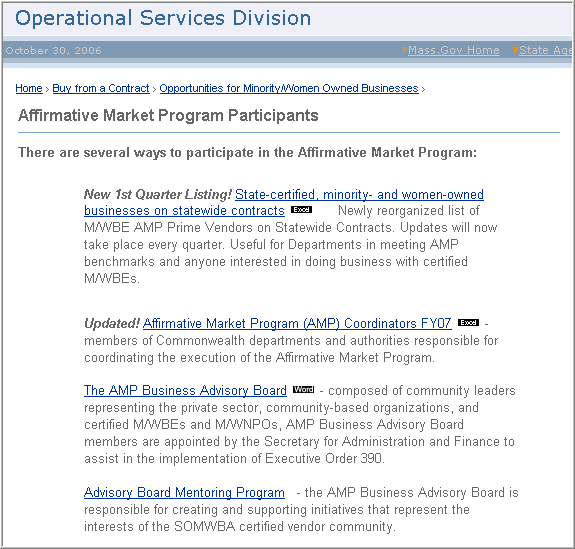 Operational Services Division
October 30, 2006 Mass.Gov Home State Age
Home › Buy from a Contract › Opportunities for Minority/Women Owned Businesses ›
Affirmative Market Program Participants
There are several ways to participate in the Affirmative Market Program:
New 1st Quarter Listing! State-certified, minority- and women-owned
businesses on statewide contracts Excel Newly reorganized list of
M/WBE AMP Prime Vendors on Statewide Contracts. Updates will now
take place every quarter. Useful for Departments in meeting AMP
benchmarks and anyone interested in doing business with certified
M/WBEs.
Updated! Affirmative Market Program (AMP) Coordinators FY07 Excel -
members of Commonwealth departments and authorities responsible for
coordinating the execution of the Affirmative Market Program.
The AMP Business Advisory Board Word - composed of community leaders
representing the private sector, community-based organizations, and
certified M/WBEs and M/WNPOs, AMP Business Advisory Board
members are appointed by the Secretary for Administration and Finance to
assist in the implementation of Executive Order 390.
Advisory Board Mentoring Program - the AMP Business Advisory Board is
responsible for creating and supporting initiatives that represent the
interests of the SOMWBA certified vendor community.